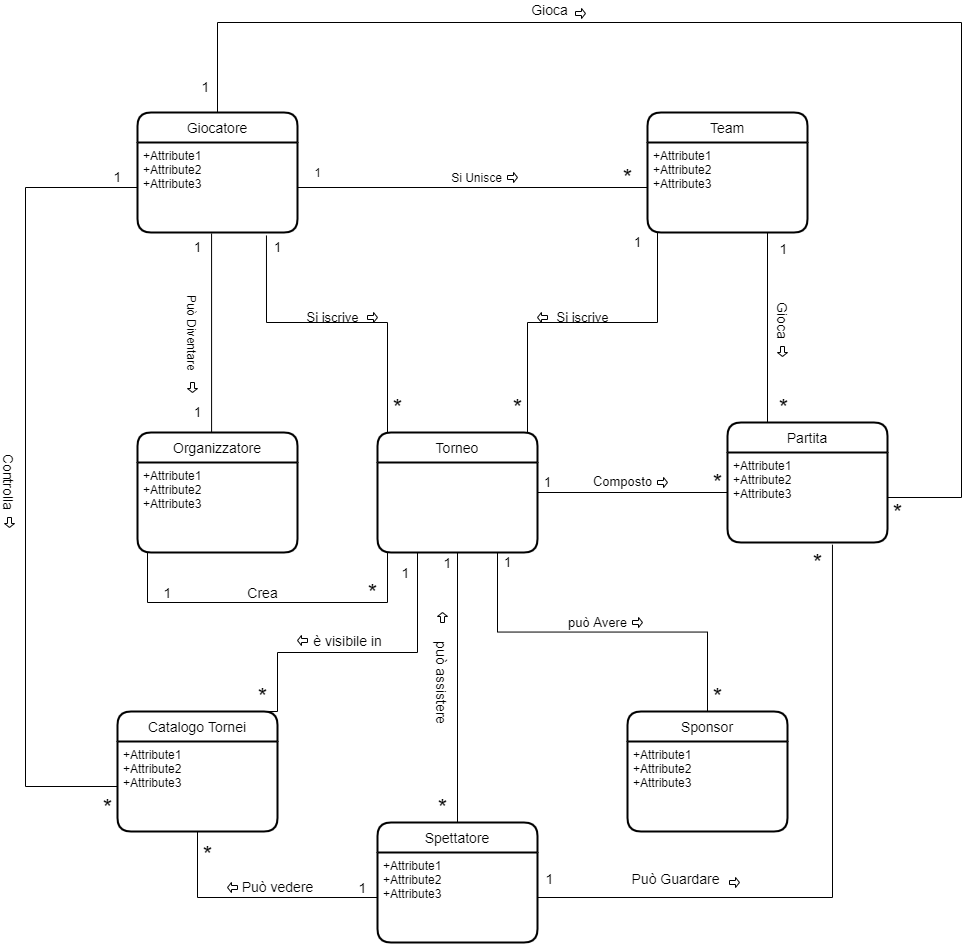 Gioca
1
Giocatore
+Attribute1
+Attribute2
+Attribute3
Team
+Attribute1
+Attribute2
+Attribute3
1
1
Si Unisce
*
1
1
1
1
Può Diventare
Si iscrive
Si iscrive
Gioca
1
*
*
*
Organizzatore
+Attribute1
+Attribute2
+Attribute3
Torneo
Partita
+Attribute1
+Attribute2
+Attribute3
Controlla
1
Composto
*
*
1
Crea
*
1
1
1
*
è visibile in
può assistere
può Avere
*
*
Catalogo Tornei
+Attribute1
+Attribute2
+Attribute3
Sponsor
+Attribute1
+Attribute2
+Attribute3
*
*
Spettatore
+Attribute1
+Attribute2
+Attribute3
*
Può vedere
1
1
Può Guardare